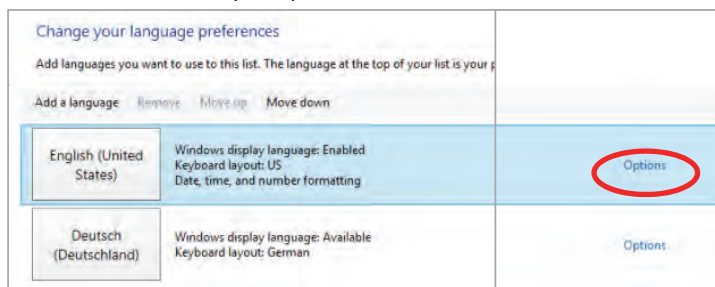 Change your language preferences
Add languages you want to use to this list. The language at the top of your list is your
Add a language Remove Move up Move down
English (United
States)
Windows display language: Enabled
Keyboard layout: US
Date, time, and number formatting
Options
Deutsch
(Deutschland)
Windows display language: Available
Keyboard layout: German
Options